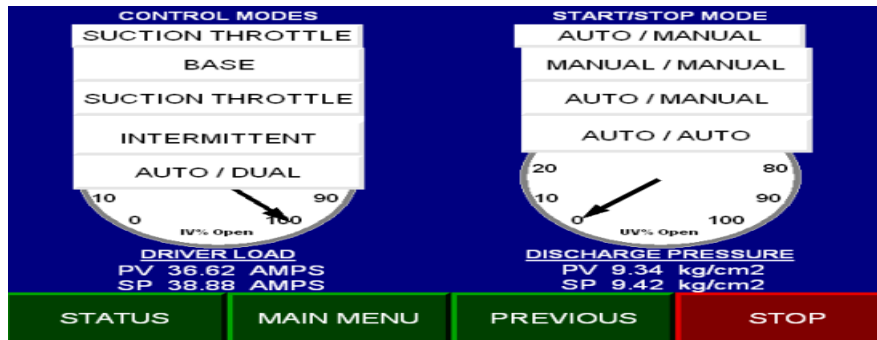 CONTROL MODES
START/STOP MODE
SUCTION THROTTLE
AUTO / MANUAL
BASE
MANUAL / MANUAL
SUCTION THROTTLE
AUTO / MANUAL
INTERMITTENT
AUTO / AUTO
AUTO / DUAL
20 80
10 90
10 90
0 100
0 100
IV% Open
UV% Open
DRIVER LOAD
PV 36.62 AMPS
SP 38.88 AMPS
DISCHARGE PRESSURE
PV 9.34 kg/cm2
SP 9.42 kg/cm2
STATUS
MAIN MENU
PREVIOUS
STOP